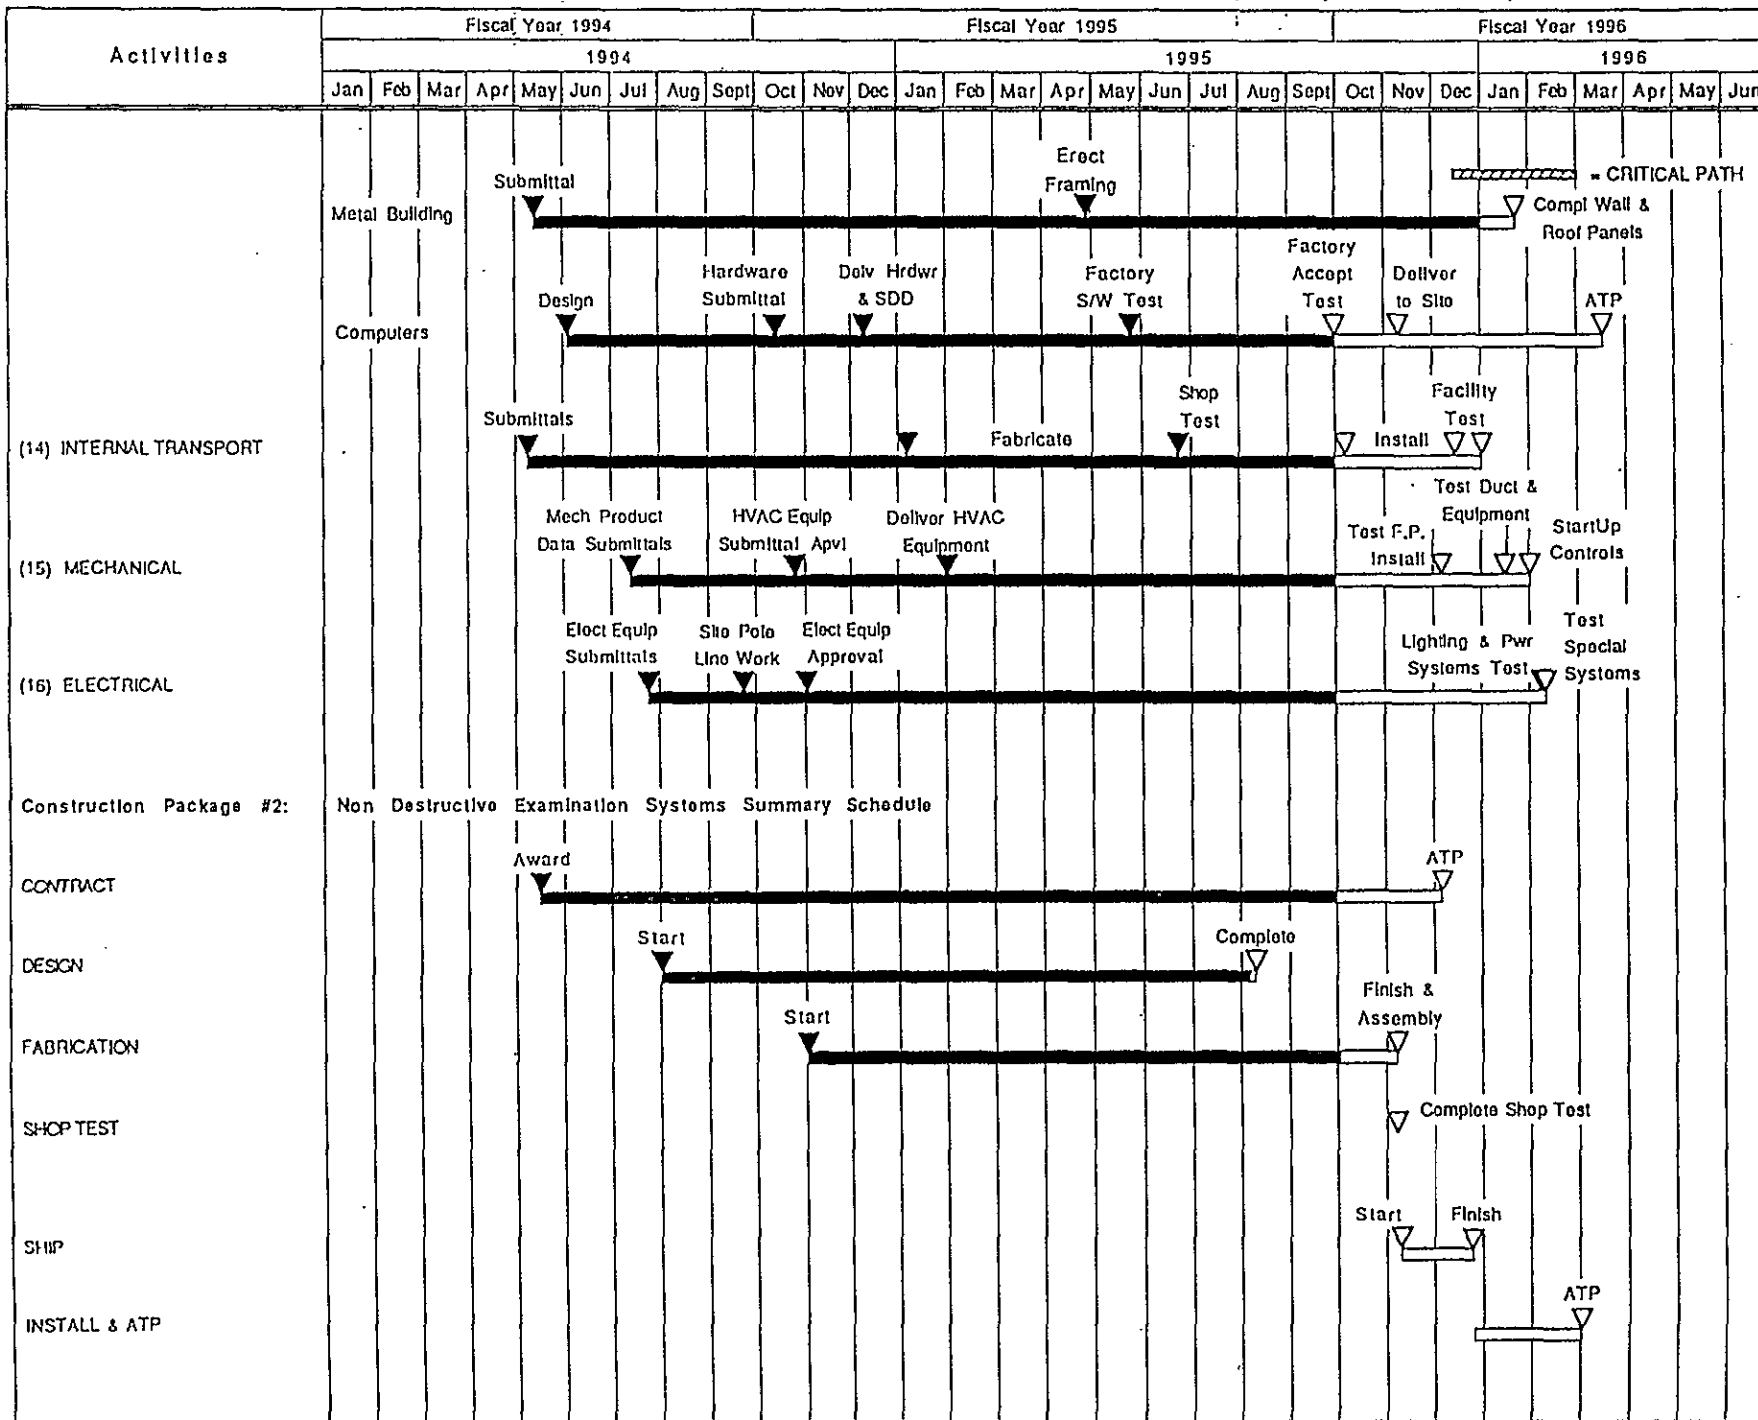 Fiscal Year 1994 Fiscal Year 1995 Fiscal Year 1996
Activities
1994 1995 1996
Jan Feb Mar Apr May Jun Jul Aug Sept Oct Nov Dec Jan Feb Mar Apr May Jun Jul Aug Sept Oct Nov Dec Jan Feb Mar Apr May Jun
= CRITICAL PATH
Metal Building
Submittal
Erect
Framing
Compl Wall &
Roof Panels
Computers
Design
Hardware
Submittal
Delv Hrdwr
& SDD
Factory
S/W Test
Factory
Accept
Test
Deliver
to Site
ATP
(14) INTERNAL TRANSPORT
Submittals
Fabricate
Shop
Test
Install
Facility
Test
(15) MECHANICAL
Mech Product
Data Submittals
HVAC Equip
Submittal Apvl
Deliver HVAC
Equipment
Test F.P.
Install
Test Duct &
Equipment
StartUp
Controls
(16) ELECTRICAL
Elect Equip
Submittals
Site Pole
Line Work
Elect Equip
Approval
Lighting & Pwr
Systems Test
Test
Special
Systems
Construction Package #2: Non Destructive Examination Systems Summary Schedule
CONTRACT
Award
ATP
DESIGN
Start
Complete
FABRICATION
Start
Finish &
Assembly
SHOP TEST
Complete Shop Test
SHIP
Start
Finish
INSTALL & ATP
ATP